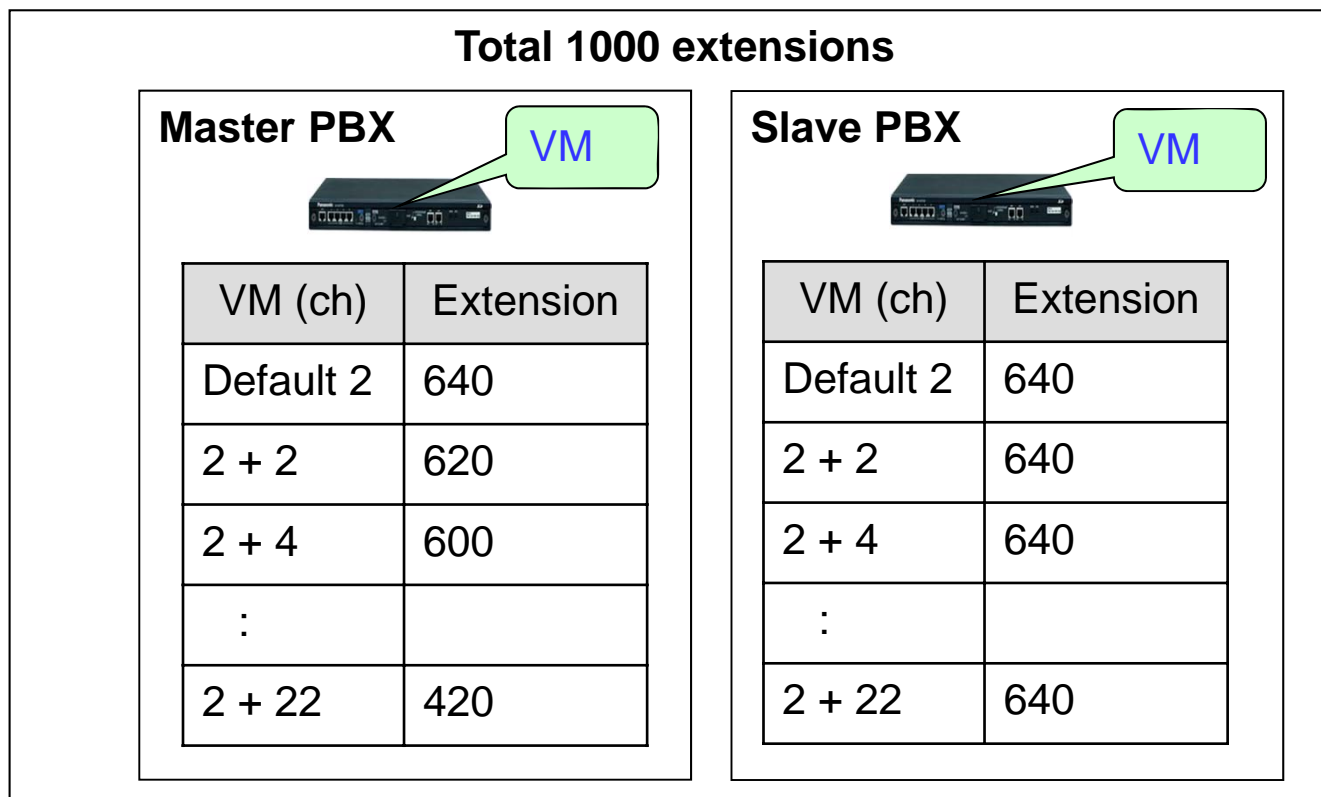 Total 1000 extensions
Master PBX
VM
Panasonic
VM (ch) Extension
Default 2 640
2 + 2 620
2 + 4 600
:
2 + 22 420
Slave PBX
VM
Panasonic
VM (ch) Extension
Default 2 640
2 + 2 640
2 + 4 640
:
2 + 22 640